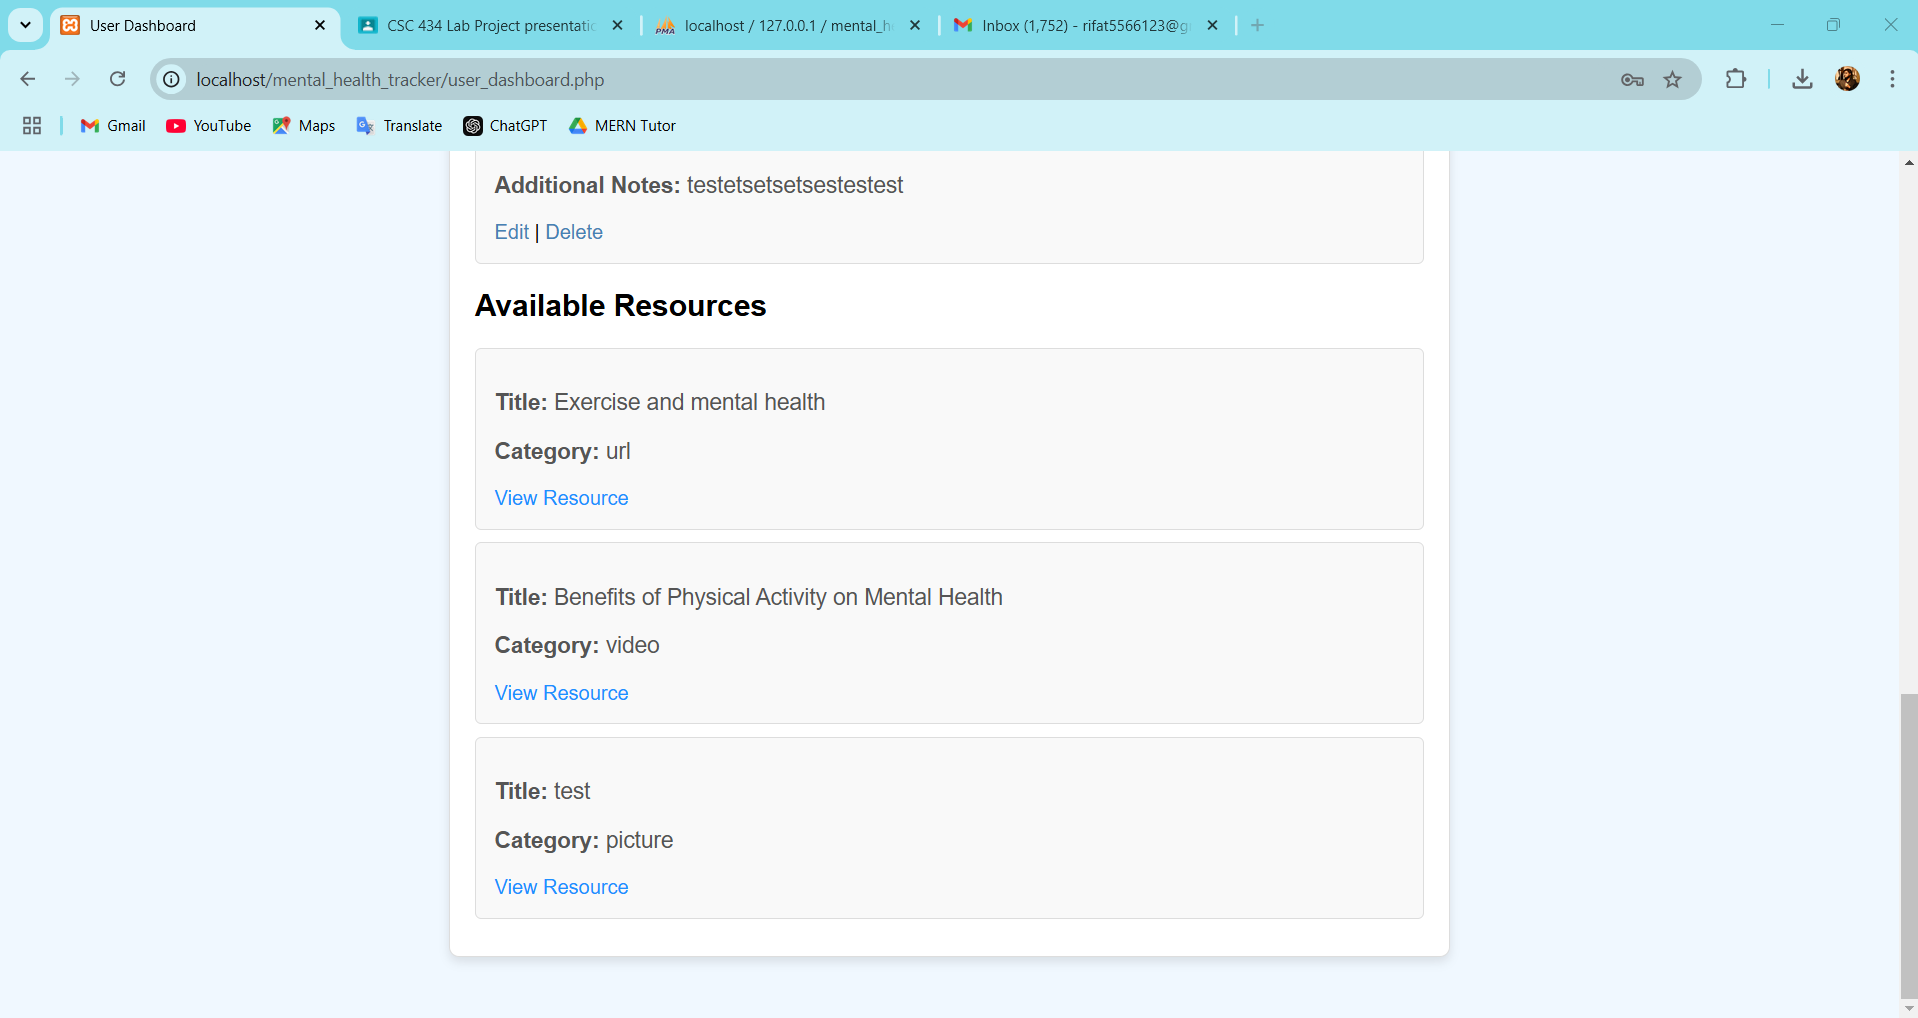 User Dashboard
CSC 434 Lab Project presentatic
localhost / 127.0.0.1 / mental_h
Inbox (1,752) - rifat5566123@g
localhost/mental_health_tracker/user_dashboard.php
Gmail
YouTube
Maps
Translate
ChatGPT
MERN Tutor
Additional Notes: testetsetsetsestestest
Edit | Delete
Available Resources
Title: Exercise and mental health
Category: url
View Resource
Title: Benefits of Physical Activity on Mental Health
Category: video
View Resource
Title: test
Category: picture
View Resource